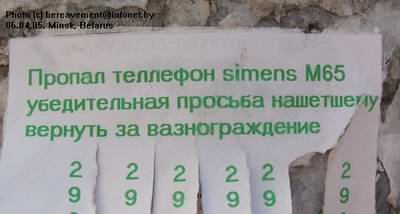 Photo (c) bereavement@infonet.by
06.04.05, Minsk, Belarus
Пропал теллефон simens M65
убедительная просьба нашетшему
вернуть за вазнограждение
2 2 2 2 2 2
9 9 9 9 9 9